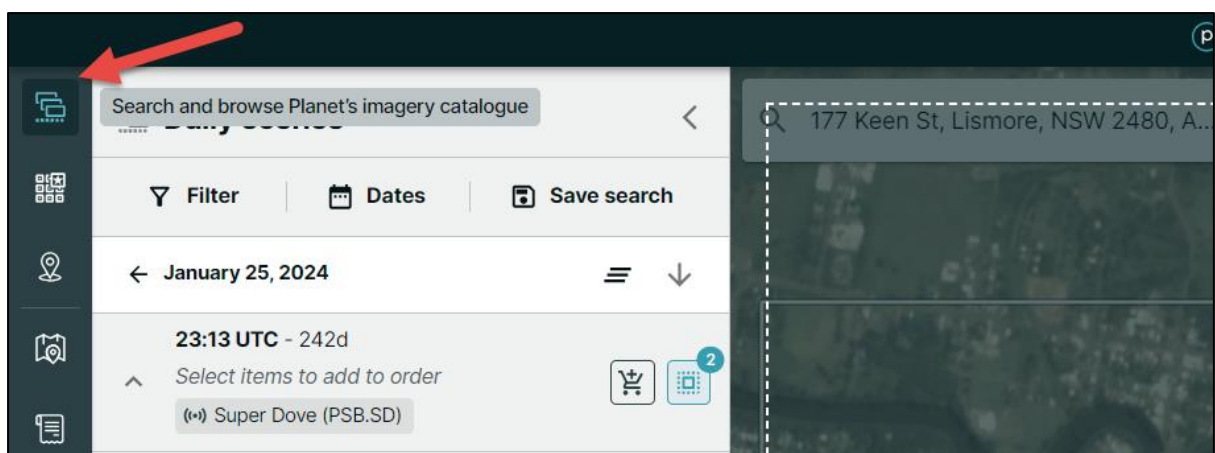 p
Search and browse Planet's imagery catalogue
177 Keen St, Lismore, NSW 2480, A...
Filter
Dates
Save search
January 25, 2024
23:13 UTC - 242d
2
Select items to add to order
Super Dove (PSB.SD)